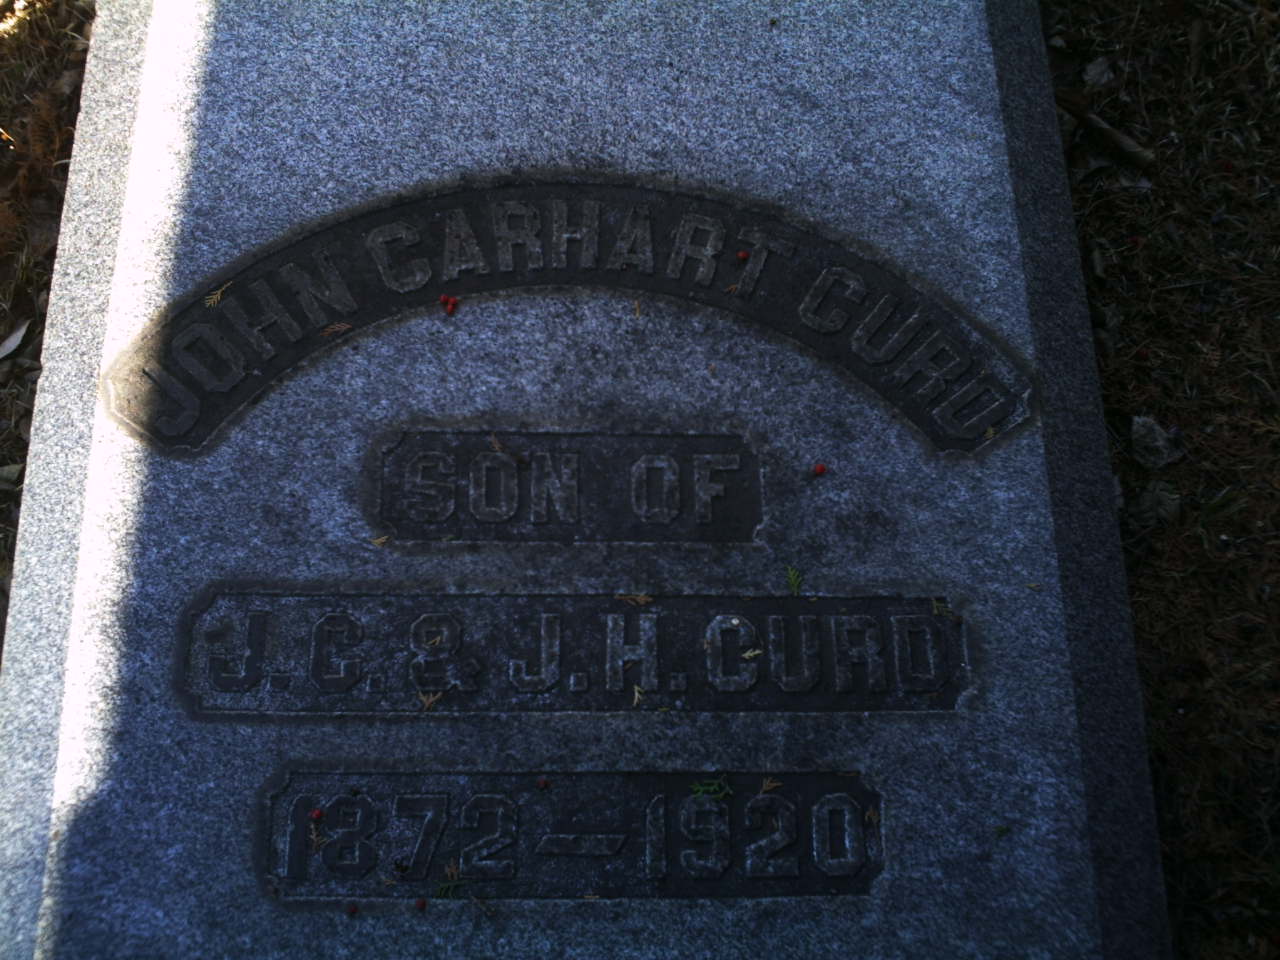 JOHN CARHART CURD
SON OF
J.C.& J.H.CURD
1872—1920